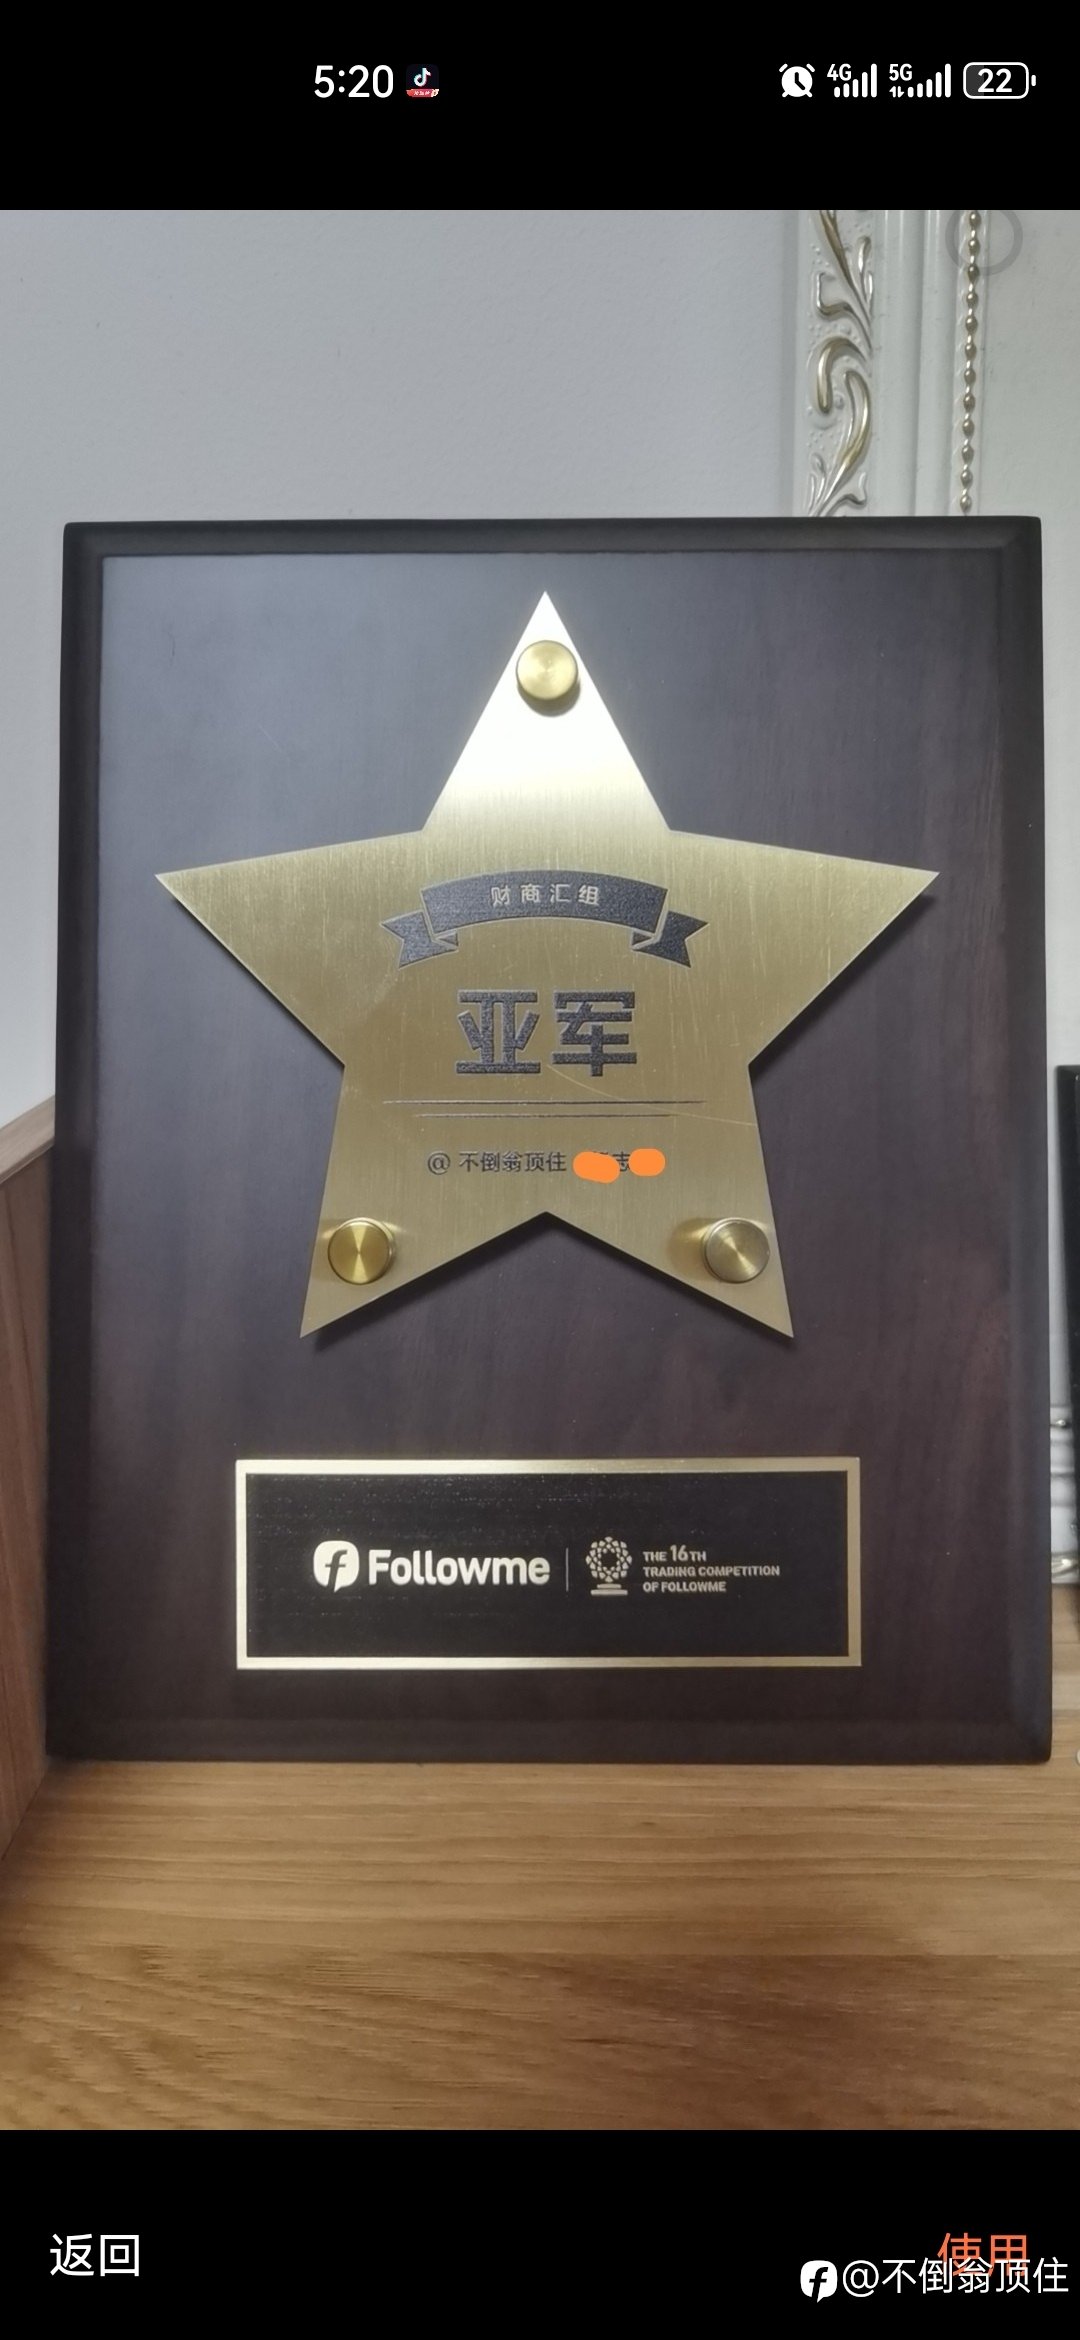 5:20
4G
5G
22
财商汇组
亚军
@ 不倒翁顶住 志
Followme
THE 16TH
TRADING COMPETITION
OF FOLLOWME
返回
使用
@不倒翁顶住